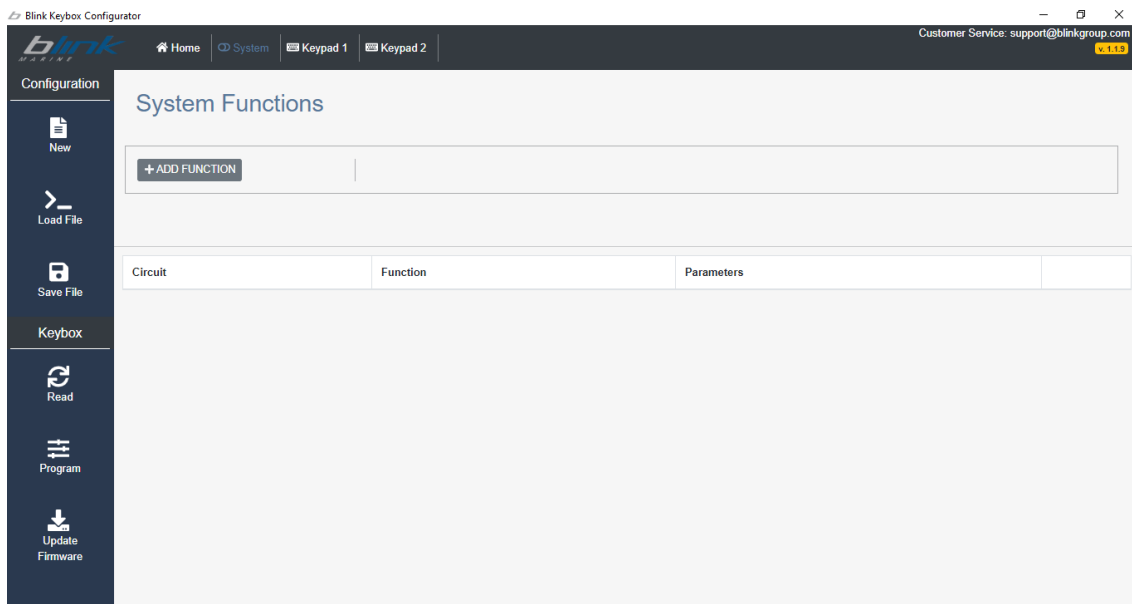 Blink Keybox Configurator
blink
MARINE
Home
System
Keypad 1
Keypad 2
Customer Service: support@blinkgroup.com
v. 1.1.9
Configuration
New
Load File
Save File
Keybox
Read
Program
Update
Firmware
System Functions
+ ADD FUNCTION
Circuit
Function
Parameters